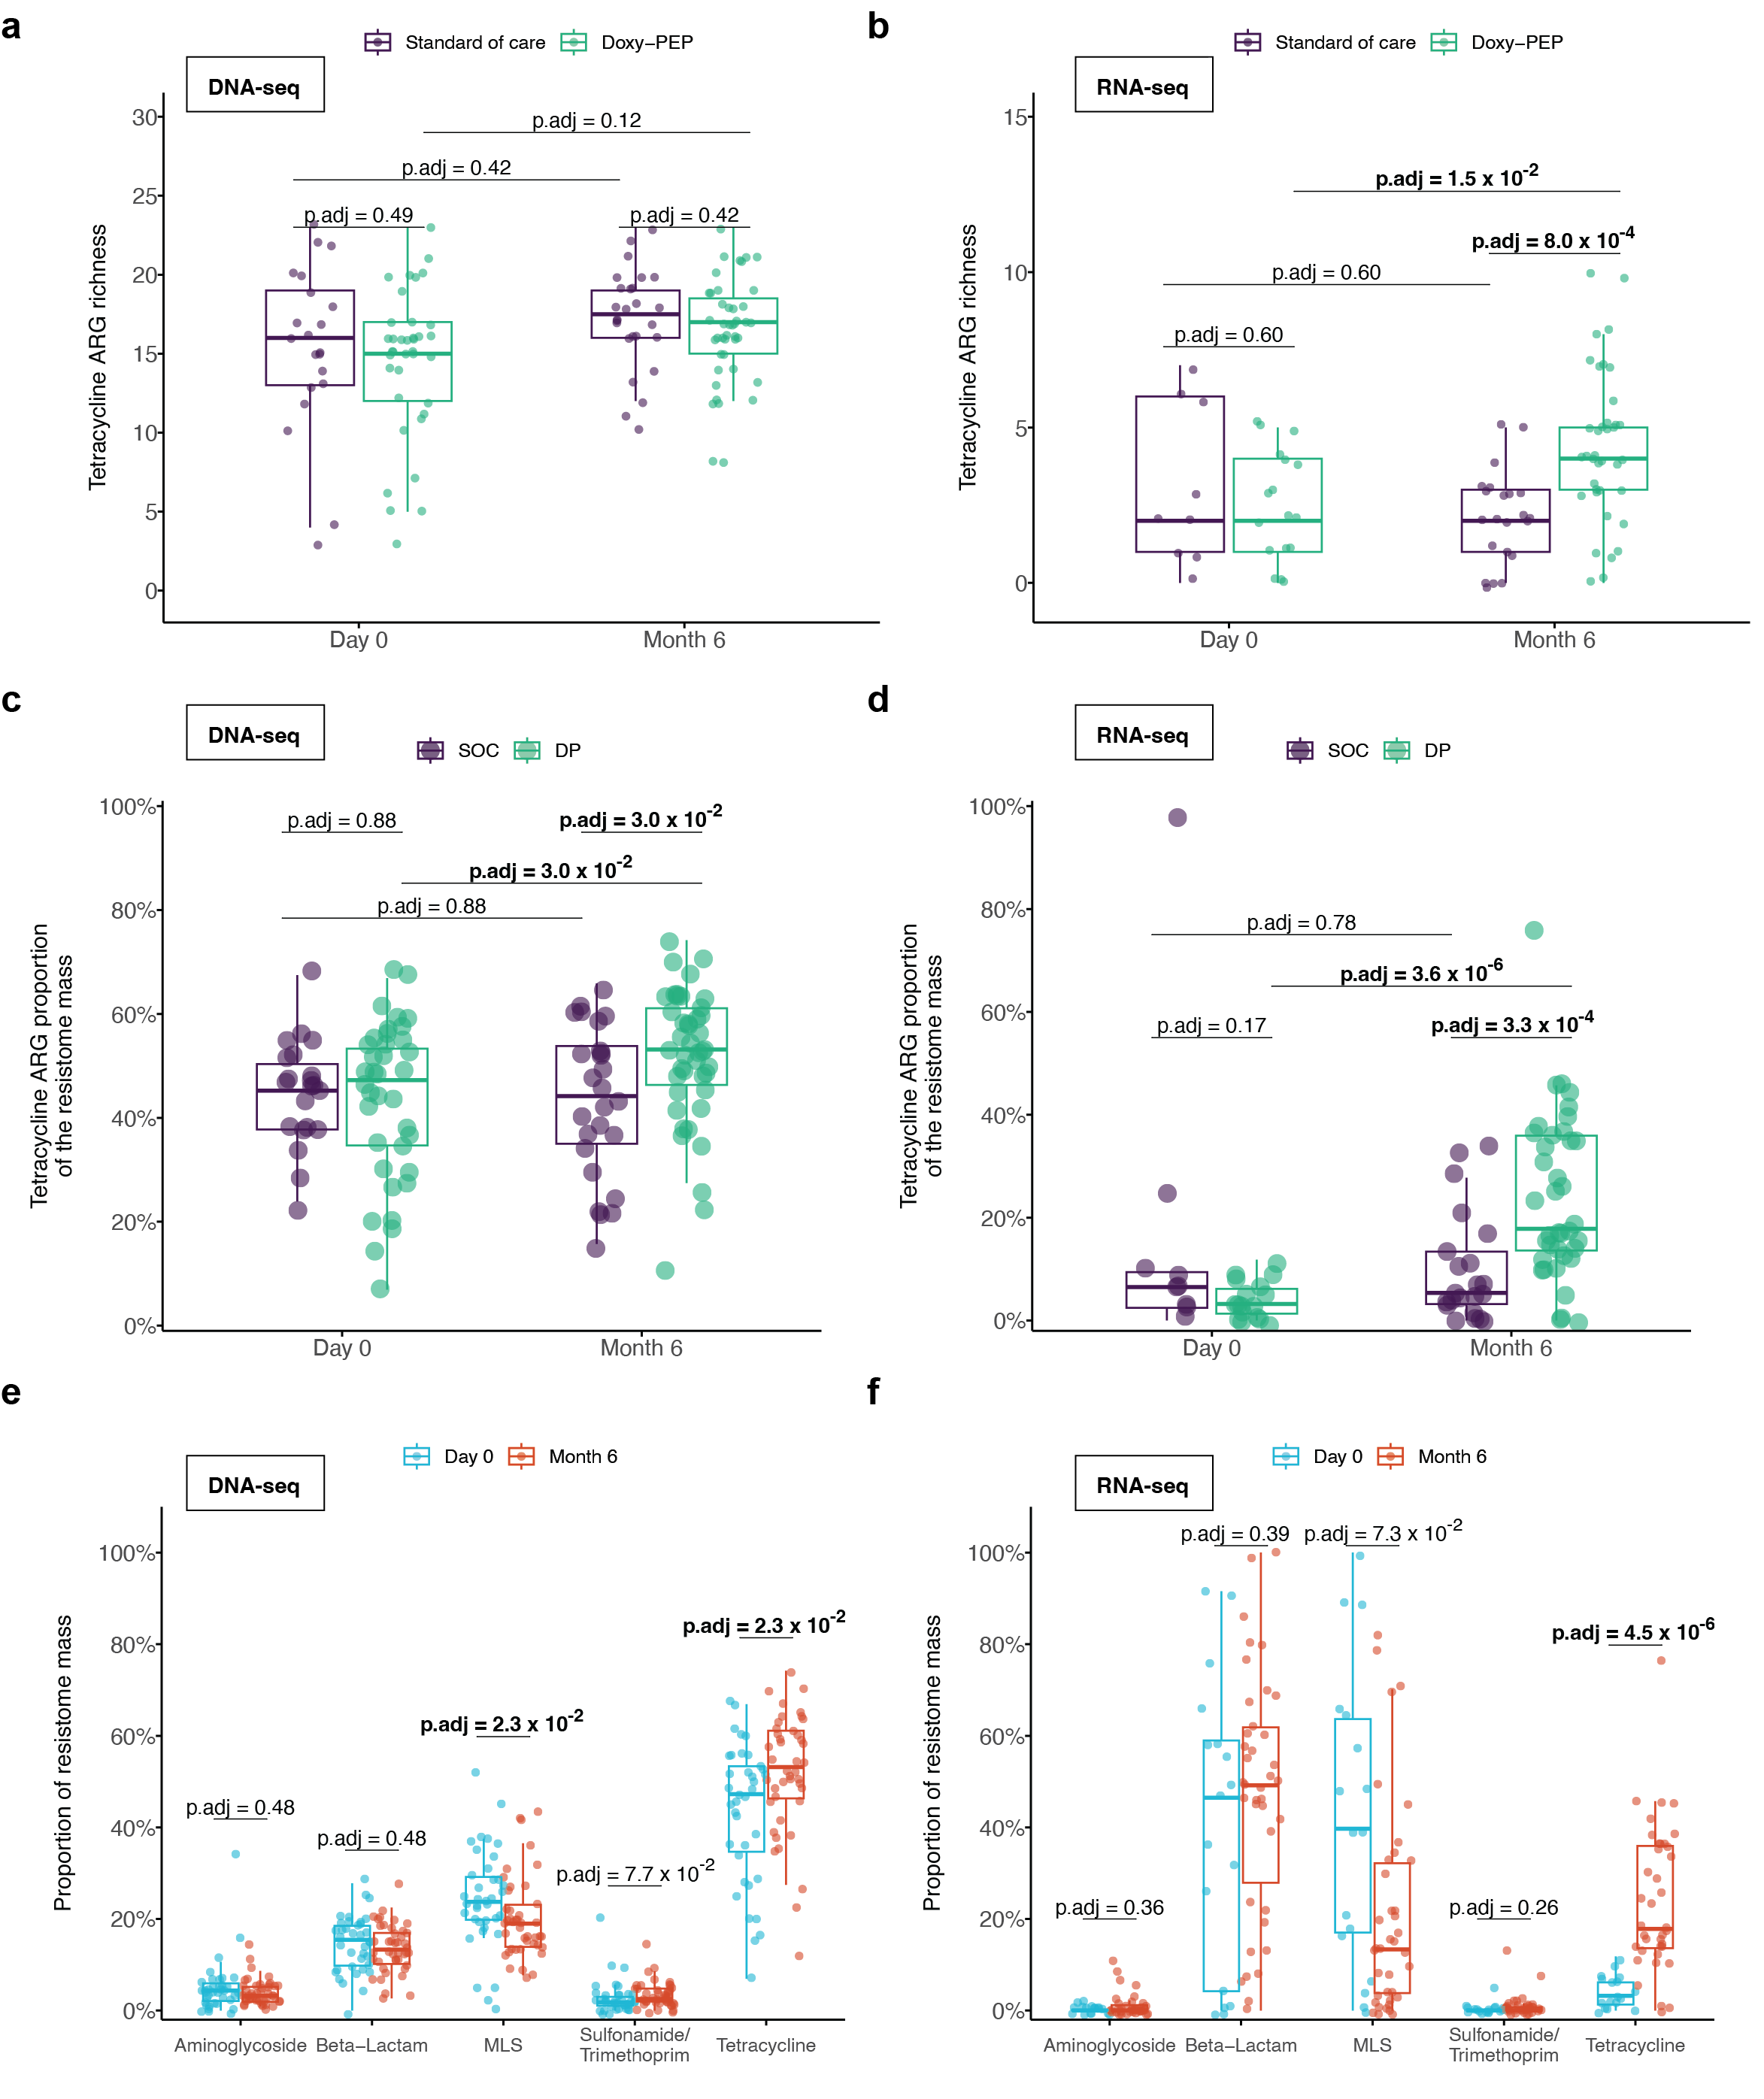 a
Standard of care
Doxy−PEP
DNA-seq
Tetracycline ARG richness
30
25
20
15
10
5
0
p.adj = 0.12
p.adj = 0.42
p.adj = 0.49
p.adj = 0.42
Day 0
Month 6
b
Standard of care
Doxy−PEP
RNA-seq
Tetracycline ARG richness
15
10
5
0
p.adj = 1.5 x 10-2
p.adj = 8.0 x 10-4
p.adj = 0.60
p.adj = 0.60
Day 0
Month 6
c
DNA-seq
SOC
DP
Tetracycline ARG proportion
of the resistome mass
100%
80%
60%
40%
20%
0%
p.adj = 0.88
p.adj = 3.0 x 10-2
p.adj = 3.0 x 10-2
p.adj = 0.88
Day 0
Month 6
d
RNA-seq
SOC
DP
Tetracycline ARG proportion
of the resistome mass
100%
80%
60%
40%
20%
0%
p.adj = 0.78
p.adj = 3.6 x 10-6
p.adj = 0.17
p.adj = 3.3 x 10-4
Day 0
Month 6
e
Day 0
Month 6
DNA-seq
Proportion of resistome mass
100%
80%
60%
40%
20%
0%
p.adj = 0.48
p.adj = 0.48
p.adj = 2.3 x 10-2
p.adj = 7.7 x 10-2
p.adj = 2.3 x 10-2
Aminoglycoside
Beta−Lactam
MLS
Sulfonamide/
Trimethoprim
Tetracycline
f
Day 0
Month 6
RNA-seq
Proportion of resistome mass
100%
80%
60%
40%
20%
0%
p.adj = 0.36
p.adj = 0.39
p.adj = 7.3 x 10-2
p.adj = 0.26
p.adj = 4.5 x 10-6
Aminoglycoside
Beta−Lactam
MLS
Sulfonamide/
Trimethoprim
Tetracycline